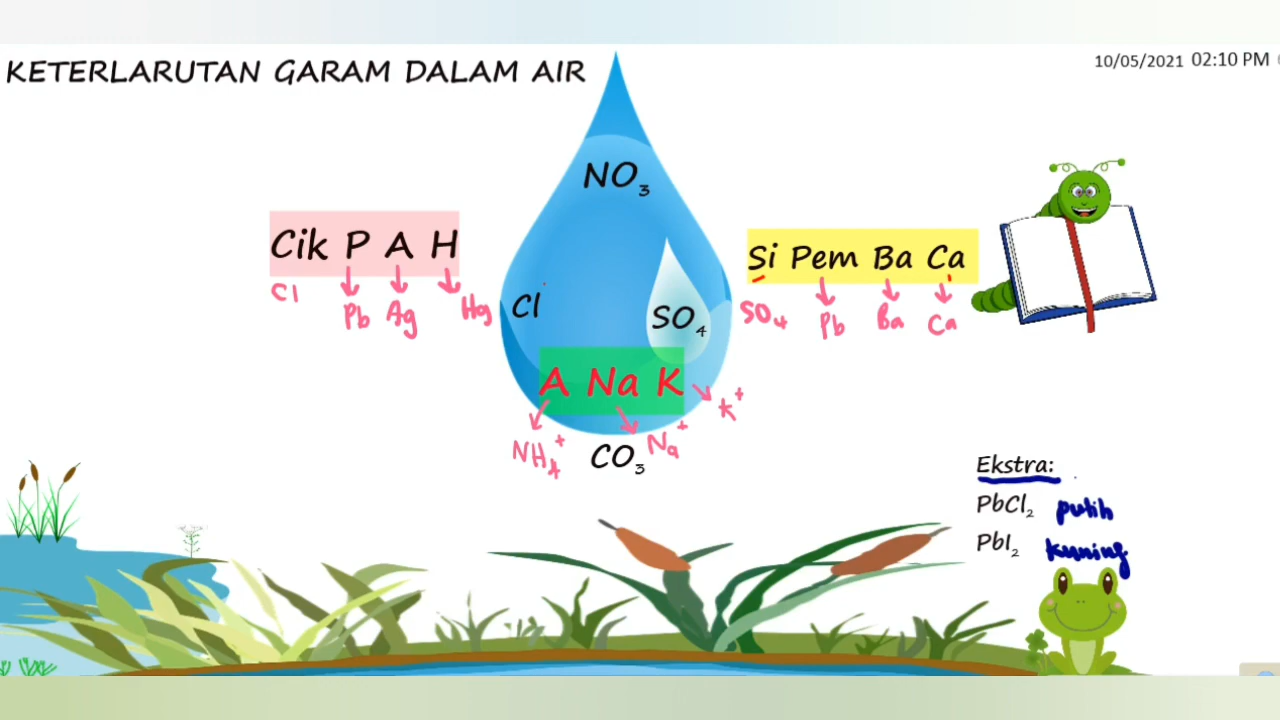 KETERLARUTAN GARAM DALAM AIR
10/05/2021 02:10 PM
NO₃
Cik P A H
Cl Pb Ag Hg
Si Pem Ba Ca
SO₄ Pb Ba Ca
Cl
SO₄
A Na K
NH₄⁺ Na⁺ K⁺
CO₃
Ekstra:
PbCl₂ putih
PbI₂ kuning